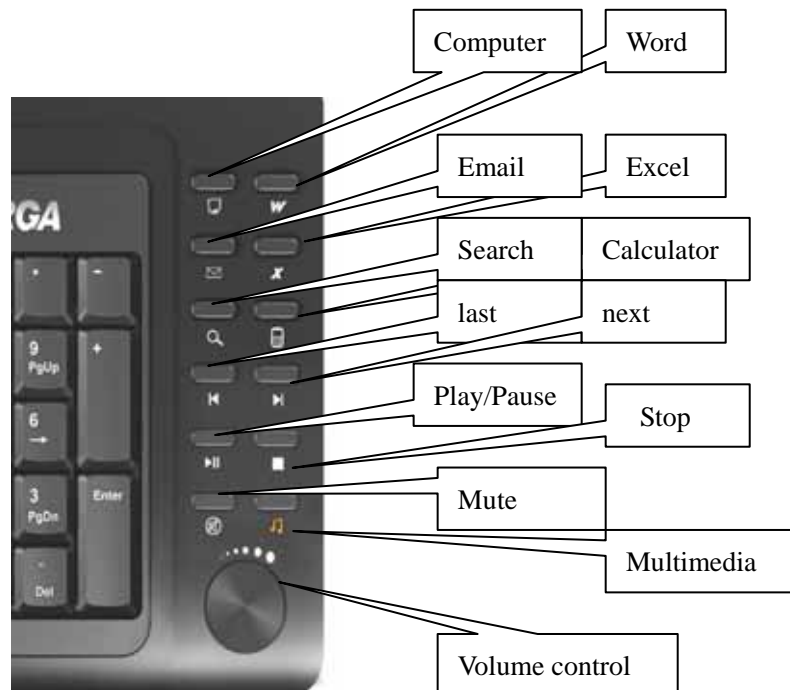 Computer
Word
Email
Excel
Search
Calculator
last
next
Play/Pause
Stop
Mute
Multimedia
Volume control
RGA
W
X
-
9
PgUp
+
6
→
3
PgDn
Enter
Del